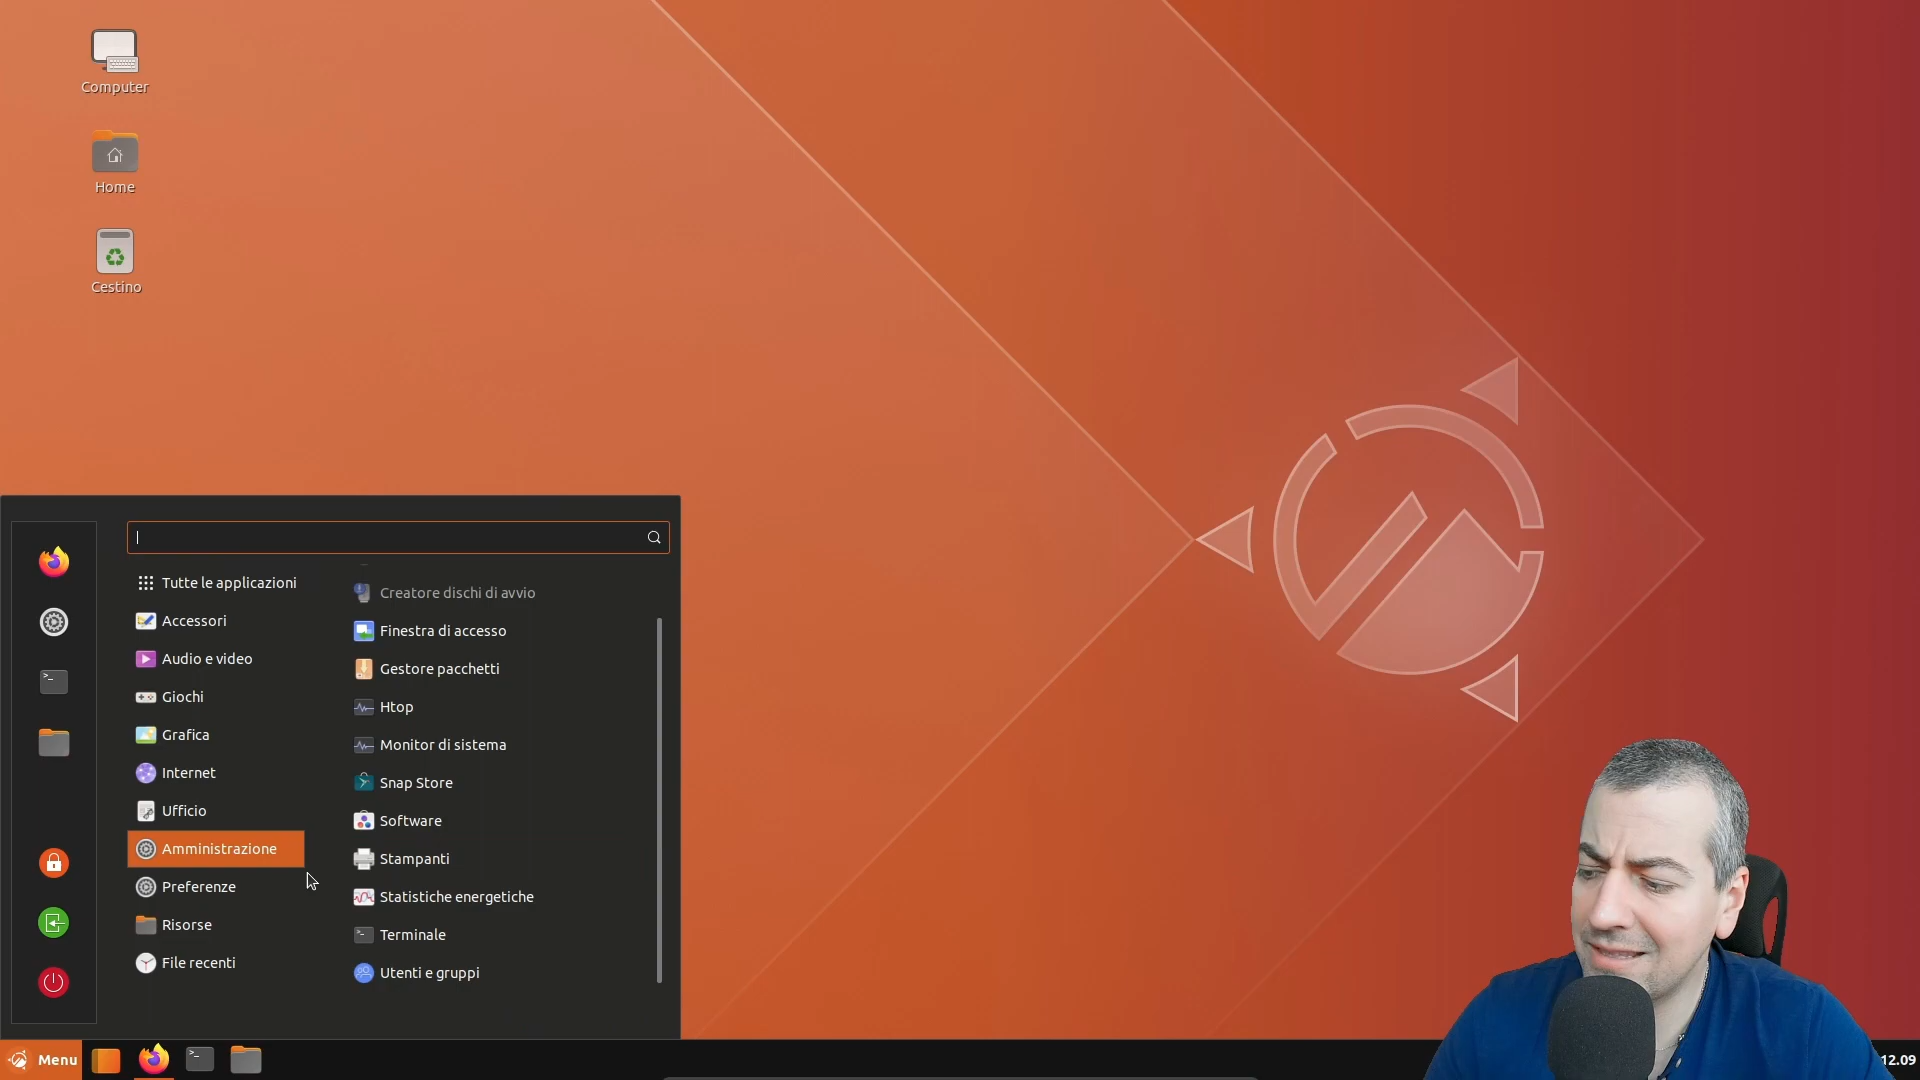 Computer
Home
Cestino
Tutte le applicazioni
Accessori
Audio e video
Giochi
Grafica
Internet
Ufficio
Amministrazione
Preferenze
Risorse
File recenti
Creatore dischi di avvio
Finestra di accesso
Gestore pacchetti
Htop
Monitor di sistema
Snap Store
Software
Stampanti
Statistiche energetiche
Terminale
Utenti e gruppi
Menu
12.09